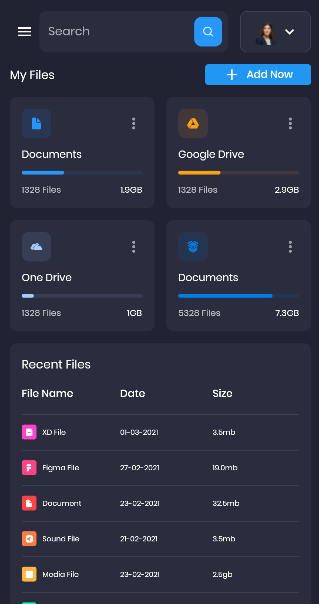 Search
My Files
Add Now
Documents
1328 Files 1.9GB
Google Drive
1328 Files 2.9GB
One Drive
1328 Files 1GB
Documents
5328 Files 7.3GB
Recent Files
File Name Date Size
XD File 01-03-2021 3.5mb
Figma File 27-02-2021 19.0mb
Document 23-02-2021 32.5mb
Sound File 21-02-2021 3.5mb
Media File 23-02-2021 2.5gb